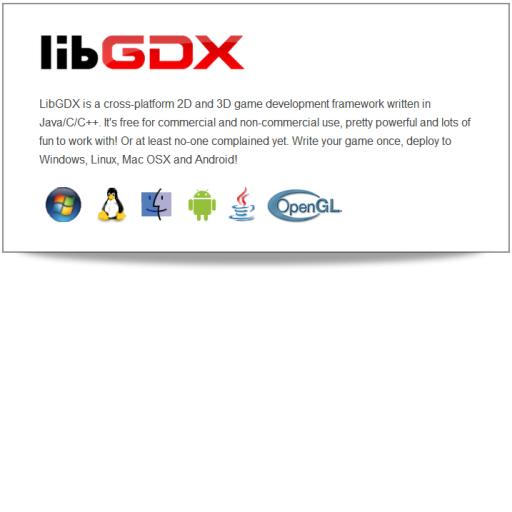 libGDX
LibGDX is a cross-platform 2D and 3D game development framework written in
Java/C/C++. It's free for commercial and non-commercial use, pretty powerful and lots of
fun to work with! Or at least no-one complained yet. Write your game once, deploy to
Windows, Linux, Mac OSX and Android!
OpenGL